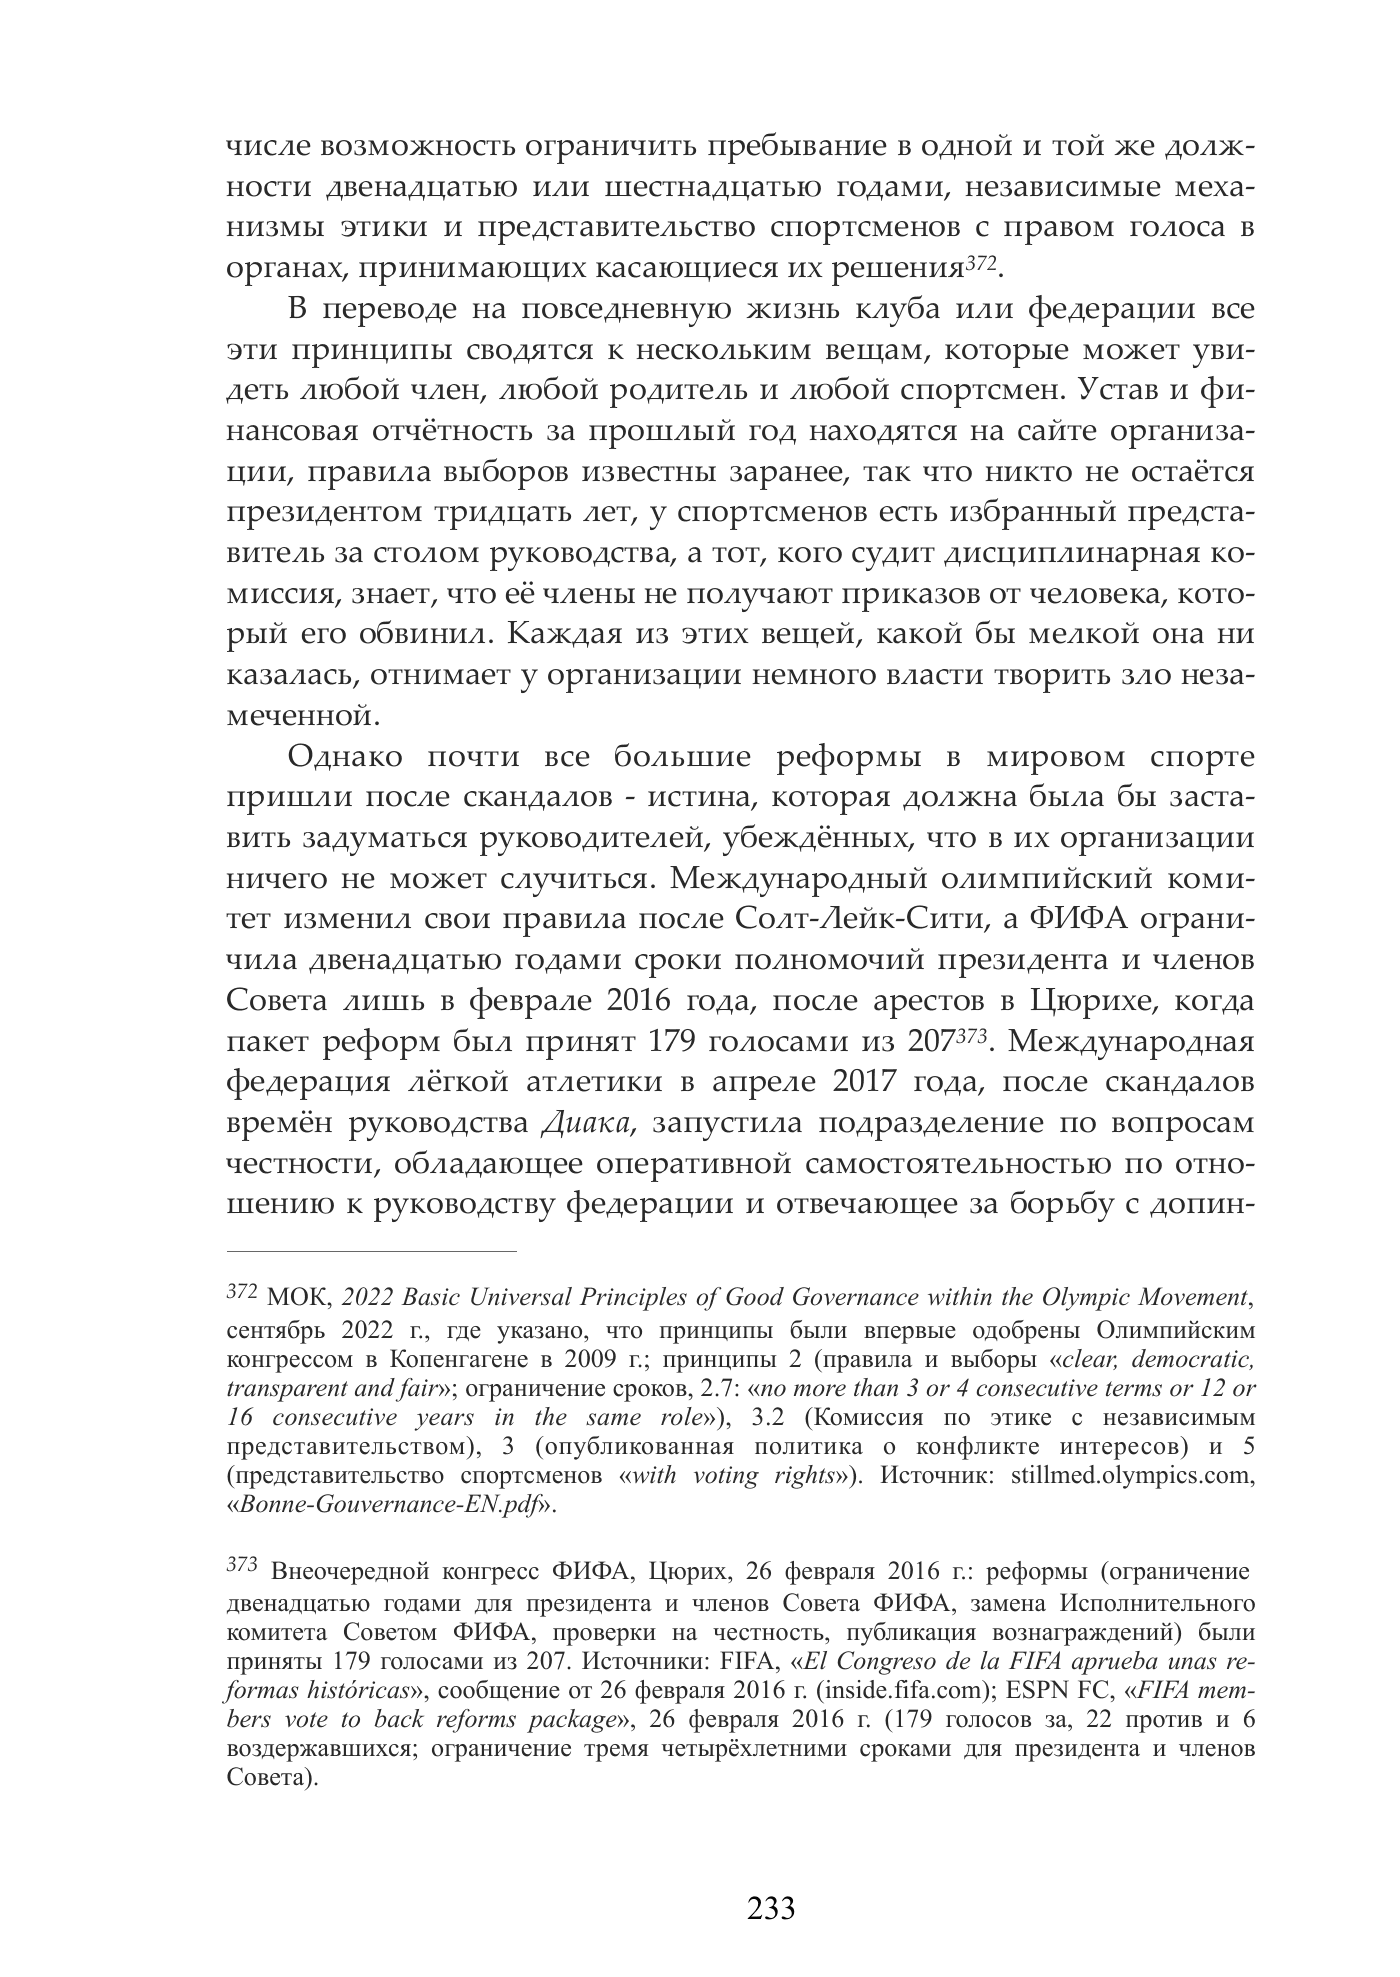 числе возможность ограничить пребывание в одной и той же долж-
ности двенадцатью или шестнадцатью годами, независимые меха-
низмы этики и представительство спортсменов с правом голоса в
органах, принимающих касающиеся их решения372.
В переводе на повседневную жизнь клуба или федерации все
эти принципы сводятся к нескольким вещам, которые может уви-
деть любой член, любой родитель и любой спортсмен. Устав и фи-
нансовая отчётность за прошлый год находятся на сайте организа-
ции, правила выборов известны заранее, так что никто не остаётся
президентом тридцать лет, у спортсменов есть избранный предста-
витель за столом руководства, а тот, кого судит дисциплинарная ко-
миссия, знает, что её члены не получают приказов от человека, кото-
рый его обвинил. Каждая из этих вещей, какой бы мелкой она ни
казалась, отнимает у организации немного власти творить зло неза-
меченной.
Однако почти все большие реформы в мировом спорте
пришли после скандалов - истина, которая должна была бы заста-
вить задуматься руководителей, убеждённых, что в их организации
ничего не может случиться. Международный олимпийский коми-
тет изменил свои правила после Солт-Лейк-Сити, а ФИФА ограни-
чила двенадцатью годами сроки полномочий президента и членов
Совета лишь в феврале 2016 года, после арестов в Цюрихе, когда
пакет реформ был принят 179 голосами из 207373. Международная
федерация лёгкой атлетики в апреле 2017 года, после скандалов
времён руководства Диака, запустила подразделение по вопросам
честности, обладающее оперативной самостоятельностью по отно-
шению к руководству федерации и отвечающее за борьбу с допин-
372 МОК, 2022 Basic Universal Principles of Good Governance within the Olympic Movement,
сентябрь 2022 г., где указано, что принципы были впервые одобрены Олимпийским
конгрессом в Копенгагене в 2009 г.; принципы 2 (правила и выборы «clear, democratic,
transparent and fair»; ограничение сроков, 2.7: «no more than 3 or 4 consecutive terms or 12 or
16 consecutive years in the same role»), 3.2 (Комиссия по этике с независимым
представительством), 3 (опубликованная политика о конфликте интересов) и 5
(представительство спортсменов «with voting rights»). Источник: stillmed.olympics.com,
«Bonne-Gouvernance-EN.pdf».
373 Внеочередной конгресс ФИФА, Цюрих, 26 февраля 2016 г.: реформы (ограничение
двенадцатью годами для президента и членов Совета ФИФА, замена Исполнительного
комитета Советом ФИФА, проверки на честность, публикация вознаграждений) были
приняты 179 голосами из 207. Источники: FIFA, «El Congreso de la FIFA aprueba unas re-
formas históricas», сообщение от 26 февраля 2016 г. (inside.fifa.com); ESPN FC, «FIFA mem-
bers vote to back reforms package», 26 февраля 2016 г. (179 голосов за, 22 против и 6
воздержавшихся; ограничение тремя четырёхлетними сроками для президента и членов
Совета).
233